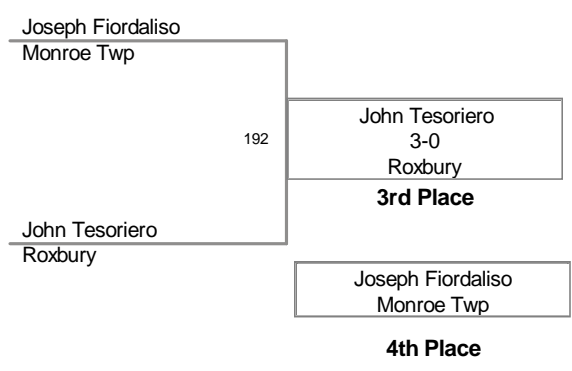 Joseph Fiordaliso
Monroe Twp
192
John Tesoriero
3-0
Roxbury
3rd Place
John Tesoriero
Roxbury
Joseph Fiordaliso
Monroe Twp
4th Place